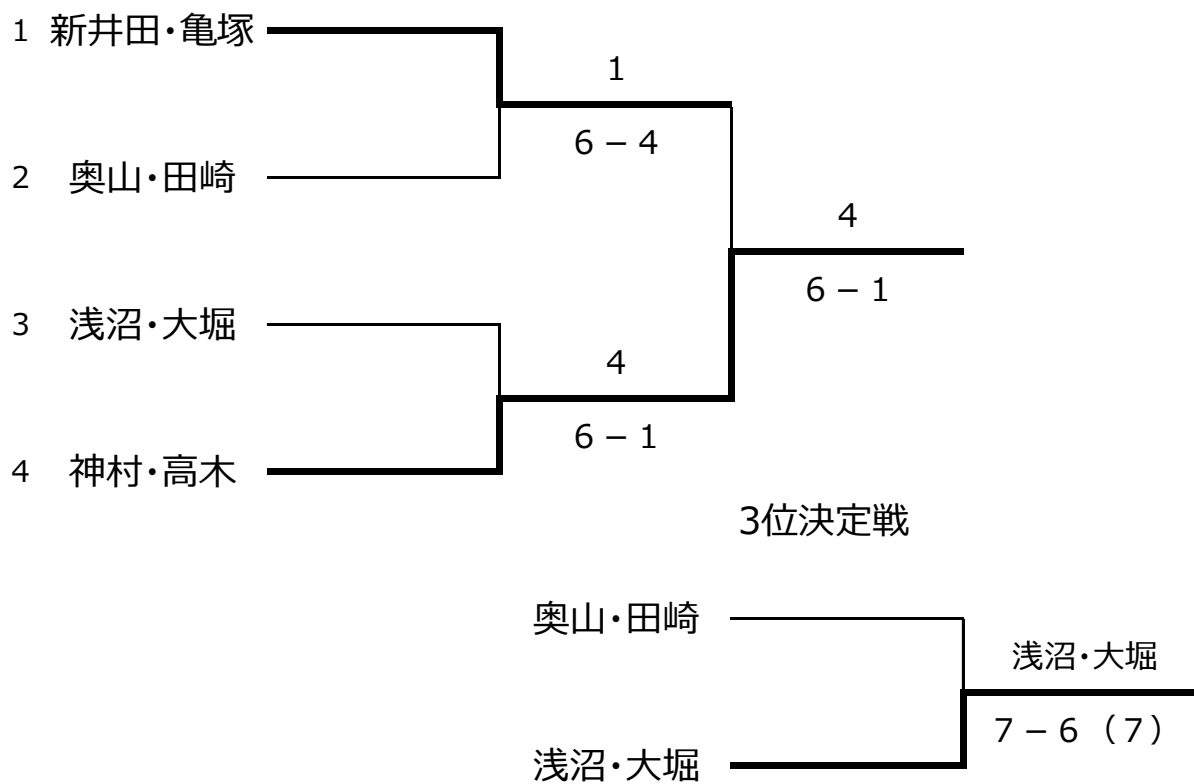 1 新井田・亀塚
1
6 – 4
2 奥山・田崎
4
6 – 1
3 浅沼・大堀
4
6 – 1
4 神村・高木
3位決定戦
奥山・田崎
浅沼・大堀
7 – 6 （7）
浅沼・大堀